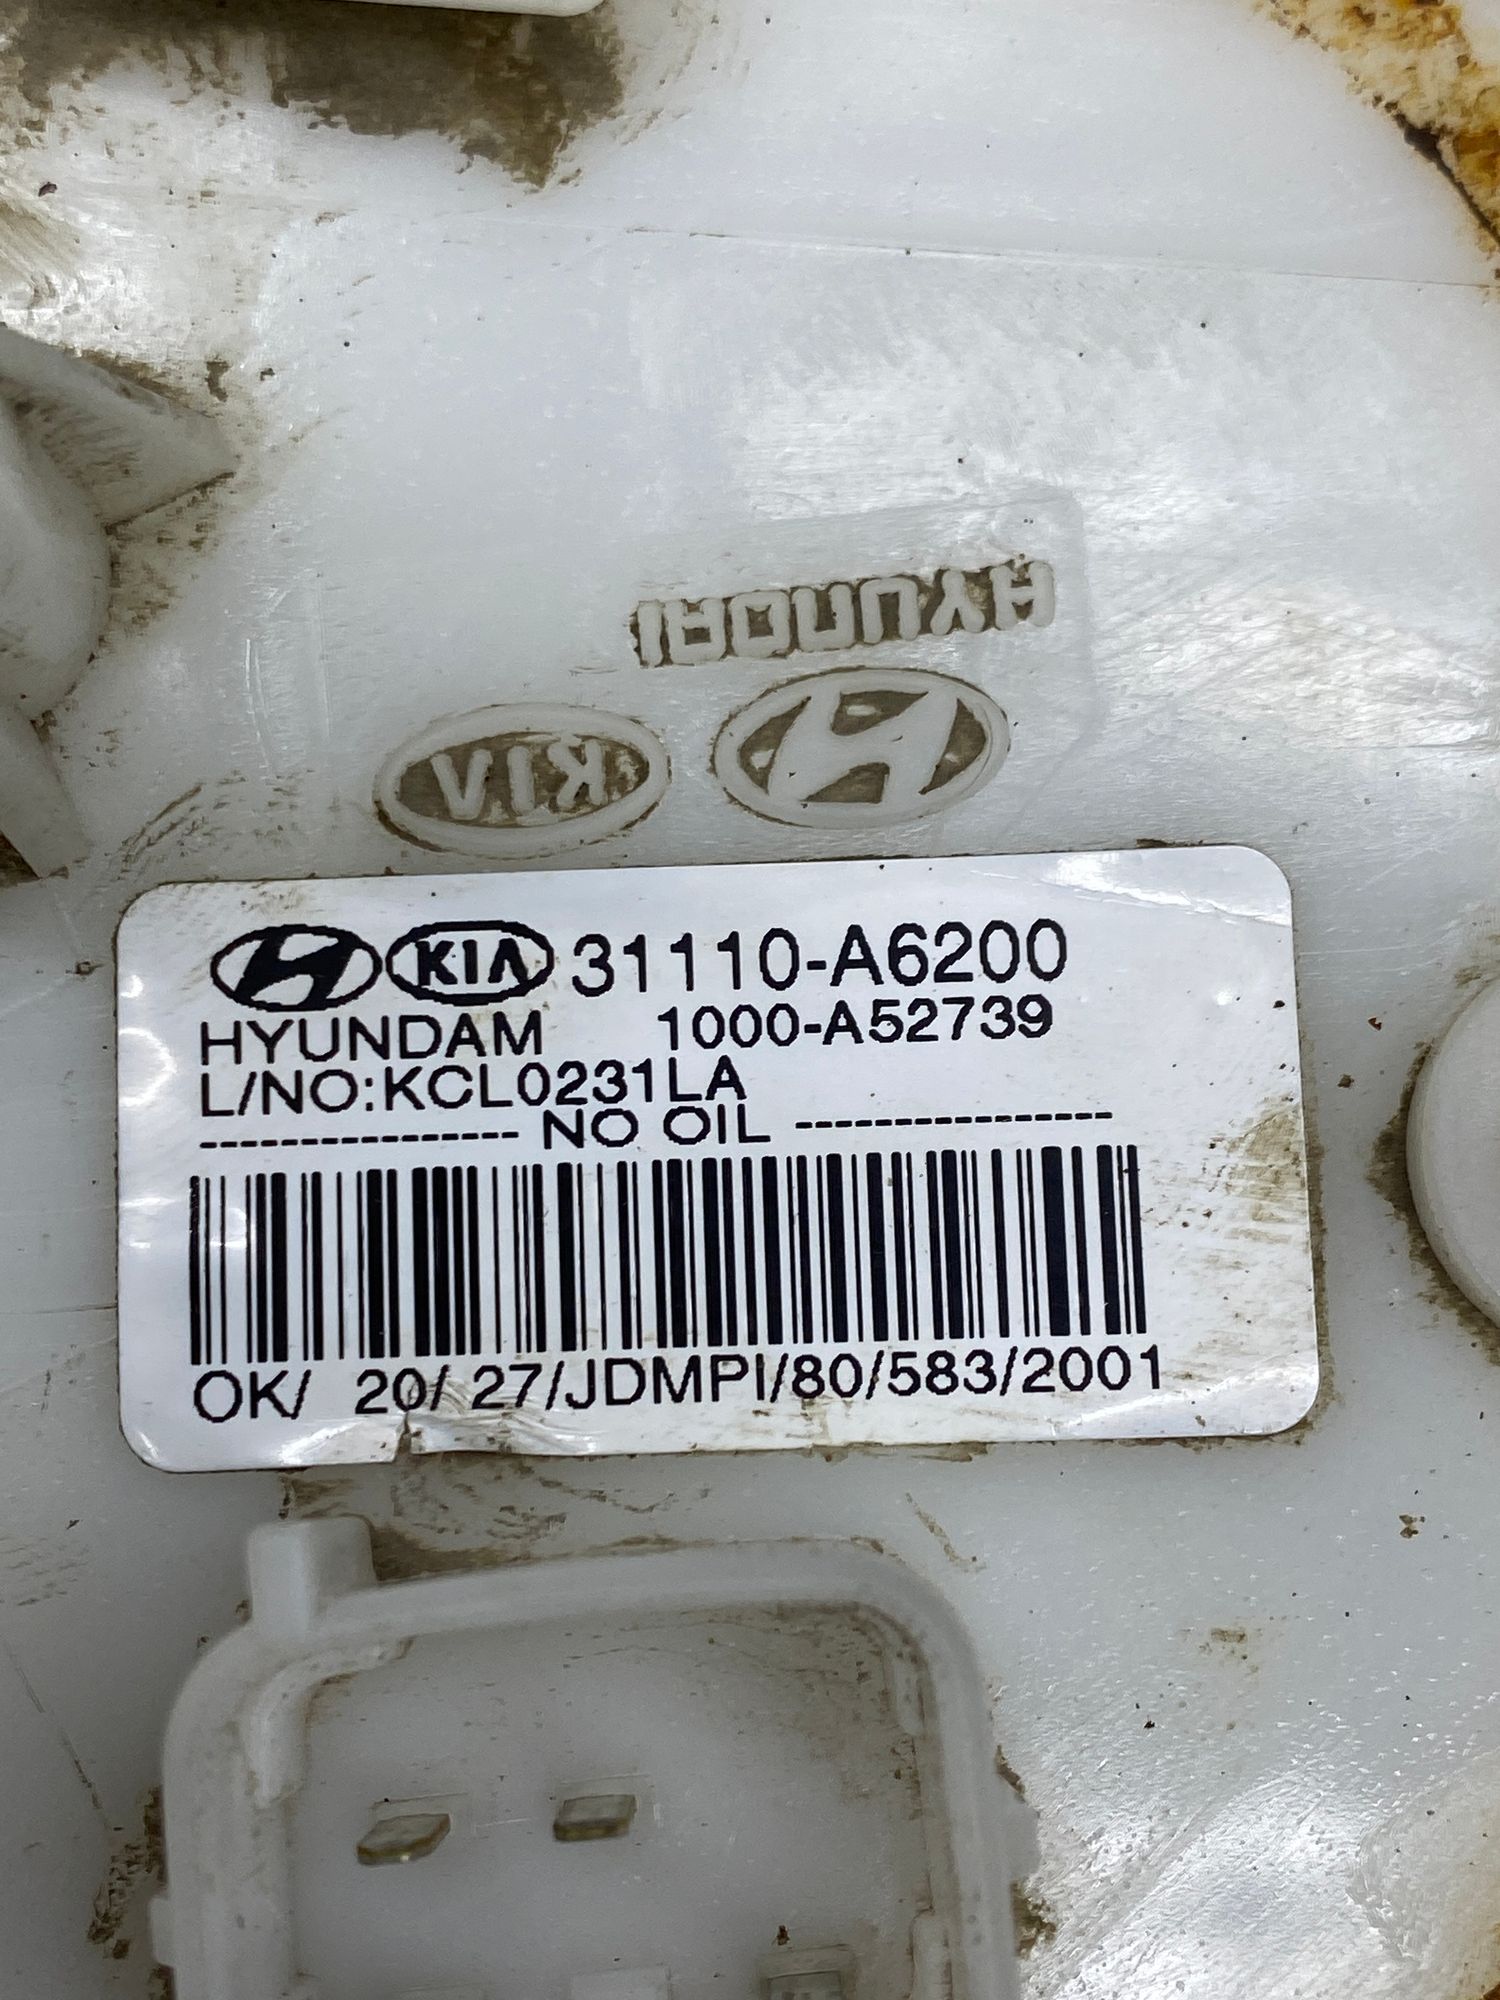 HYUNDAI
KIA
KIA 31110-A6200
HYUNDAM 1000-A52739
L/NO:KCL0231LA
---------------- NO OIL ----------------
OK/ 20/ 27/JDMPI/80/583/2001